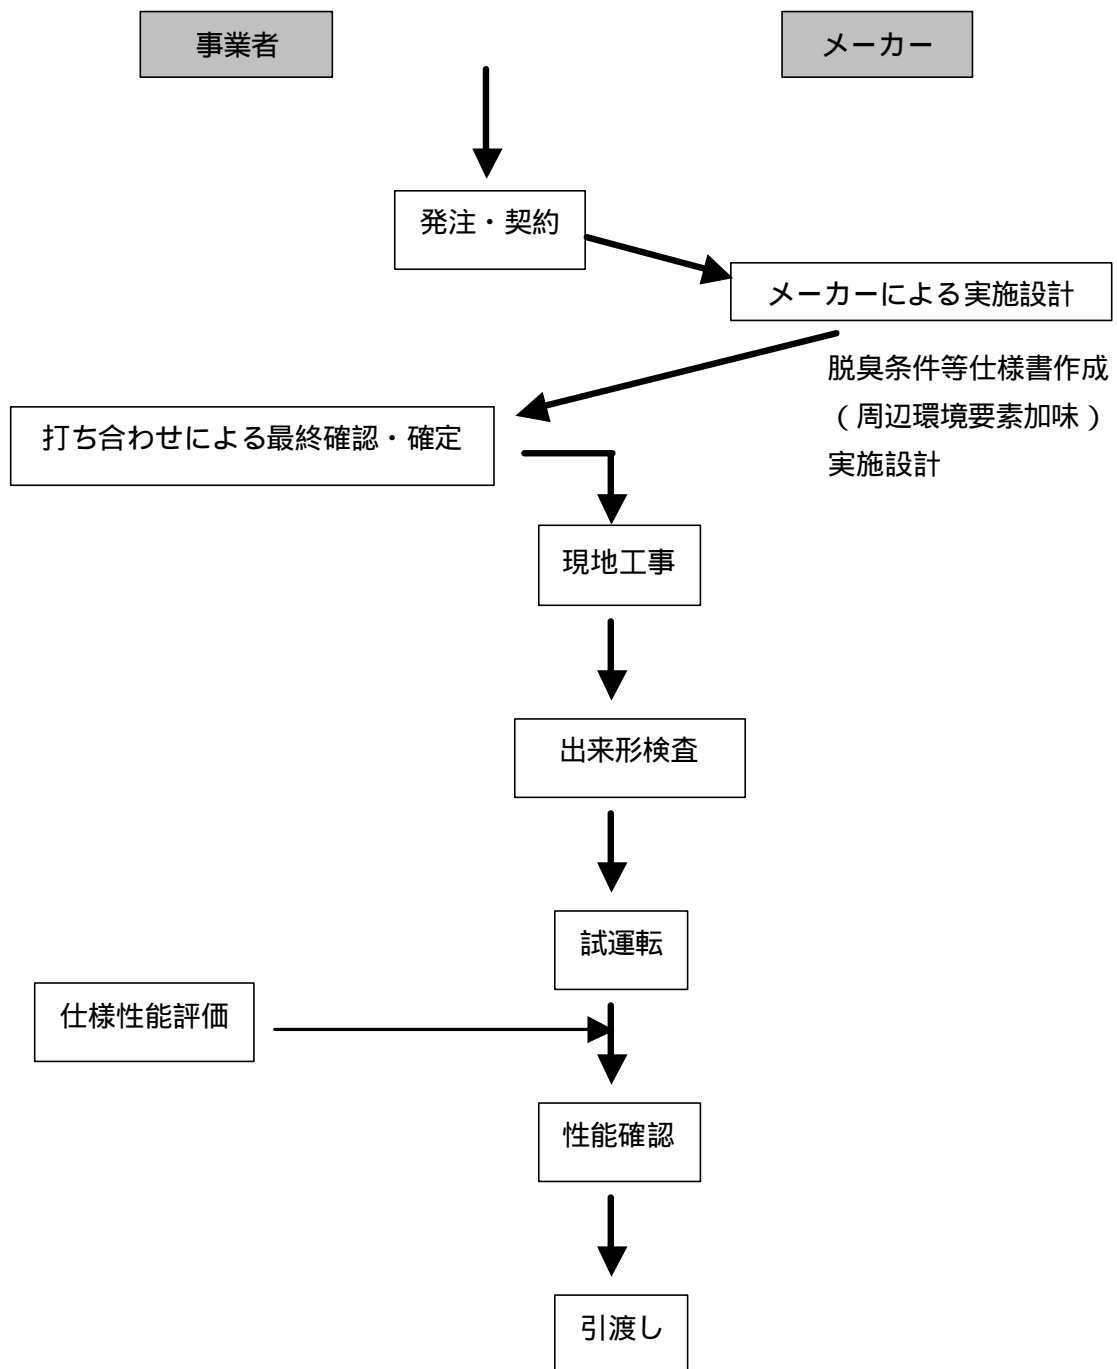 事業者
メーカー
発注・契約
メーカーによる実施設計
脱臭条件等仕様書作成
（周辺環境要素加味）
実施設計
打ち合わせによる最終確認・確定
現地工事
出来形検査
試運転
仕様性能評価
性能確認
引渡し